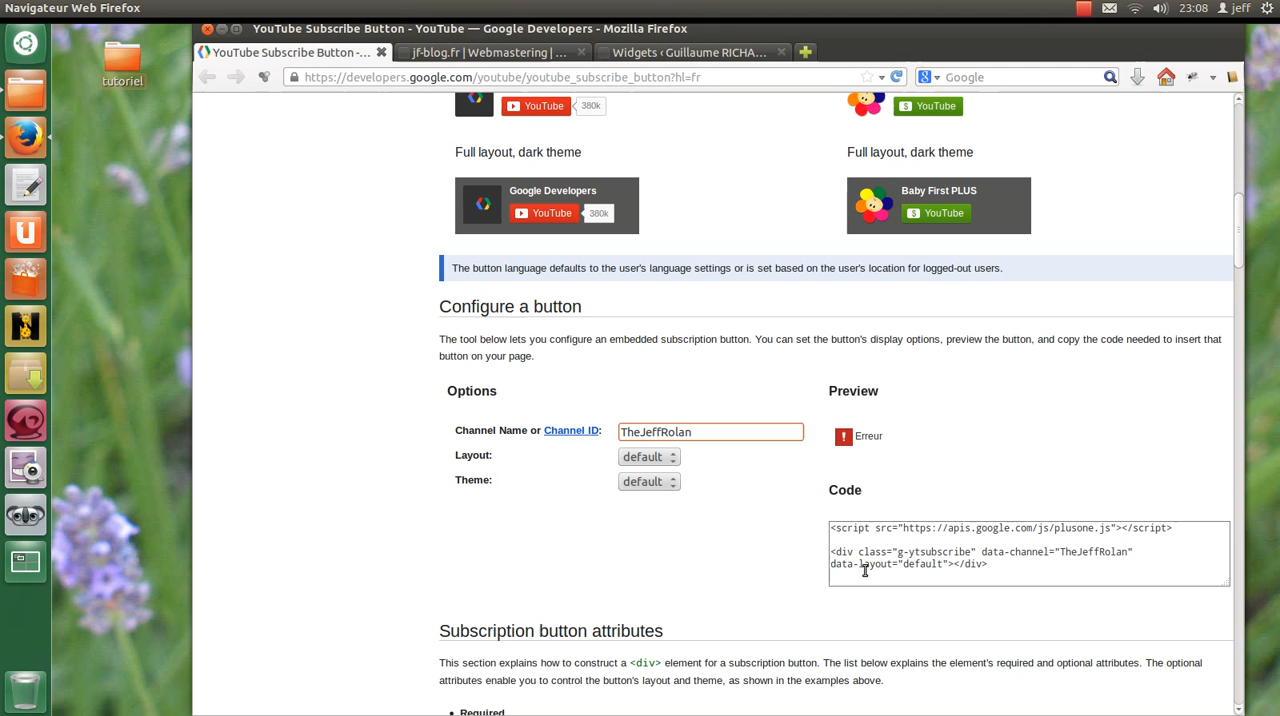 Navigateur Web Firefox
23:08
jeff
tutoriel
YouTube Subscribe Button - YouTube — Google Developers - Mozilla Firefox
YouTube Subscribe Button -...
jf-blog.fr | Webmastering | ...
Widgets ‹ Guillaume RICHA...
https://developers.google.com/youtube/youtube_subscribe_button?hl=fr
Google
YouTube
380k
$ YouTube
Full layout, dark theme
Full layout, dark theme
Google Developers
YouTube
380k
Baby First PLUS
$ YouTube
The button language defaults to the user's language settings or is set based on the user's location for logged-out users.
Configure a button
The tool below lets you configure an embedded subscription button. You can set the button's display options, preview the button, and copy the code needed to insert that
button on your page.
Options
Preview
Channel Name or Channel ID:
TheJeffRolan
! Erreur
Layout:
default
Theme:
default
Code
<script src="https://apis.google.com/js/plusone.js"></script>
<div class="g-ytsubscribe" data-channel="TheJeffRolan"
data-layout="default"></div>
Subscription button attributes
This section explains how to construct a <div> element for a subscription button. The list below explains the element's required and optional attributes. The optional
attributes enable you to control the button's layout and theme, as shown in the examples above.
• Required